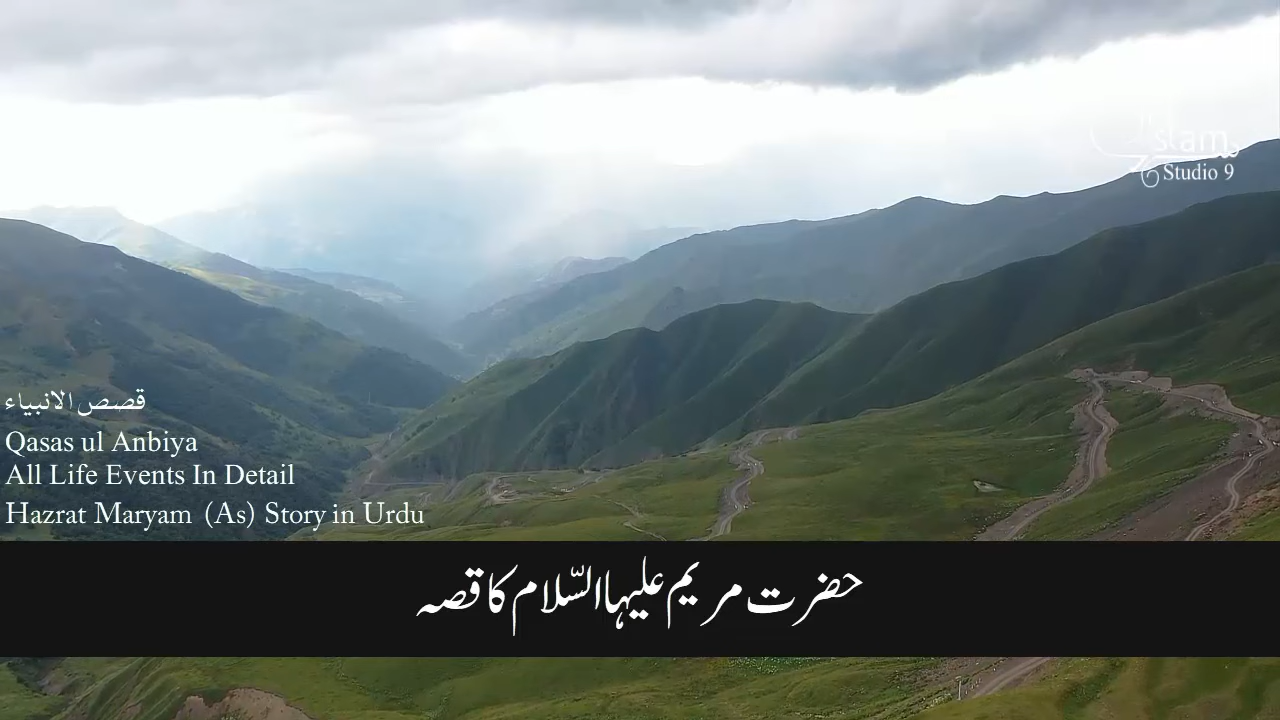 Islamic
Studio 9
قصص الانبیاء
Qasas ul Anbiya
All Life Events In Detail
Hazrat Maryam (As) Story in Urdu
حضرت مریم علیہا السّلام کا قصہ